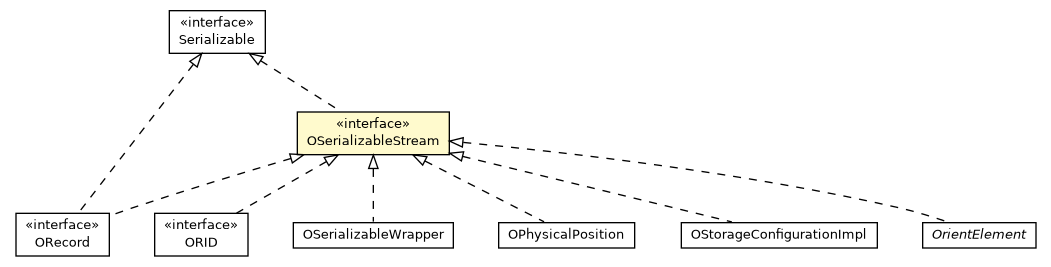 «interface»
Serializable
«interface»
OSerializableStream
«interface»
ORecord
«interface»
ORID
OSerializableWrapper
OPhysicalPosition
OStorageConfigurationImpl
OrientElement